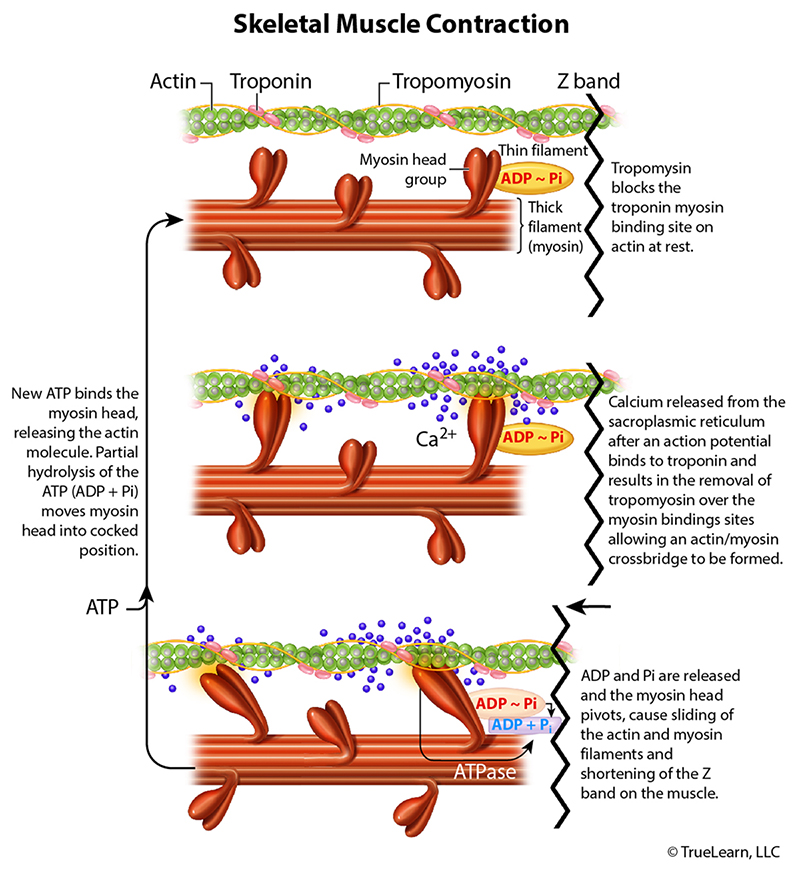 Skeletal Muscle Contraction
Actin
Troponin
Tropomyosin
Z band
Thin filament
Myosin head
group
ADP ~ Pi
Thick
filament
(myosin)
Tropomysin
blocks the
troponin myosin
binding site on
actin at rest.
New ATP binds the
myosin head,
releasing the actin
molecule. Partial
hydrolysis of the
ATP (ADP + Pi)
moves myosin
head into cocked
position.
Ca2+
ADP ~ Pi
Calcium released from the
sacroplasmic reticulum
after an action potential
binds to troponin and
results in the removal of
tropomyosin over the
myosin bindings sites
allowing an actin/myosin
crossbridge to be formed.
ATP
ADP ~ Pi
ADP + Pi
ATPase
ADP and Pi are released
and the myosin head
pivots, cause sliding of
the actin and myosin
filaments and
shortening of the Z
band on the muscle.
© TrueLearn, LLC